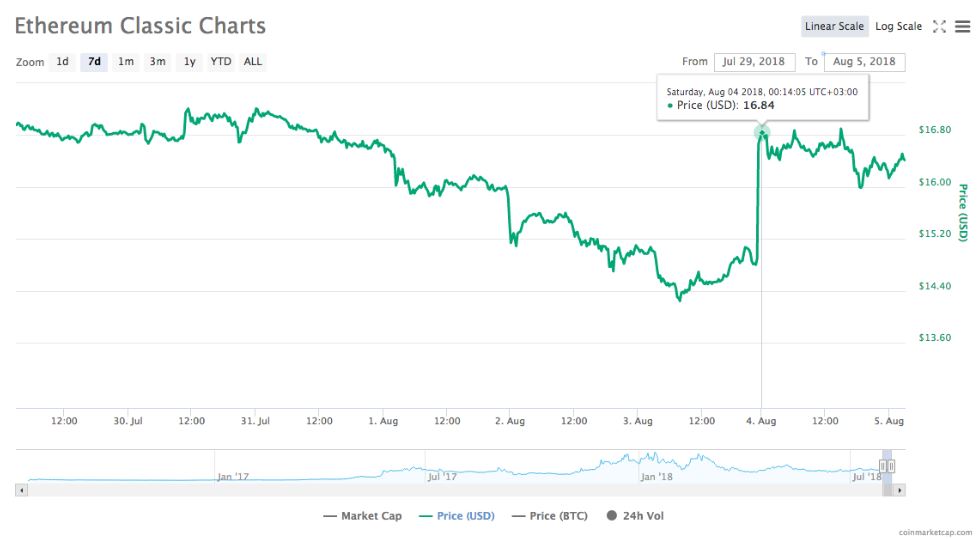 Ethereum Classic Charts
Linear Scale Log Scale
Zoom 1d 7d 1m 3m 1y YTD ALL
From Jul 29, 2018 To Aug 5, 2018
Saturday, Aug 04 2018, 00:14:05 UTC+03:00
● Price (USD): 16.84
$16.80
$16.00
$15.20
$14.40
$13.60
Price (USD)
12:00 30. Jul 12:00 31. Jul 12:00 1. Aug 12:00 2. Aug 12:00 3. Aug 12:00 4. Aug 12:00 5. Aug
Jan '17 Jul '17 Jan '18 Jul '18
Market Cap Price (USD) Price (BTC) 24h Vol
coinmarketcap.com